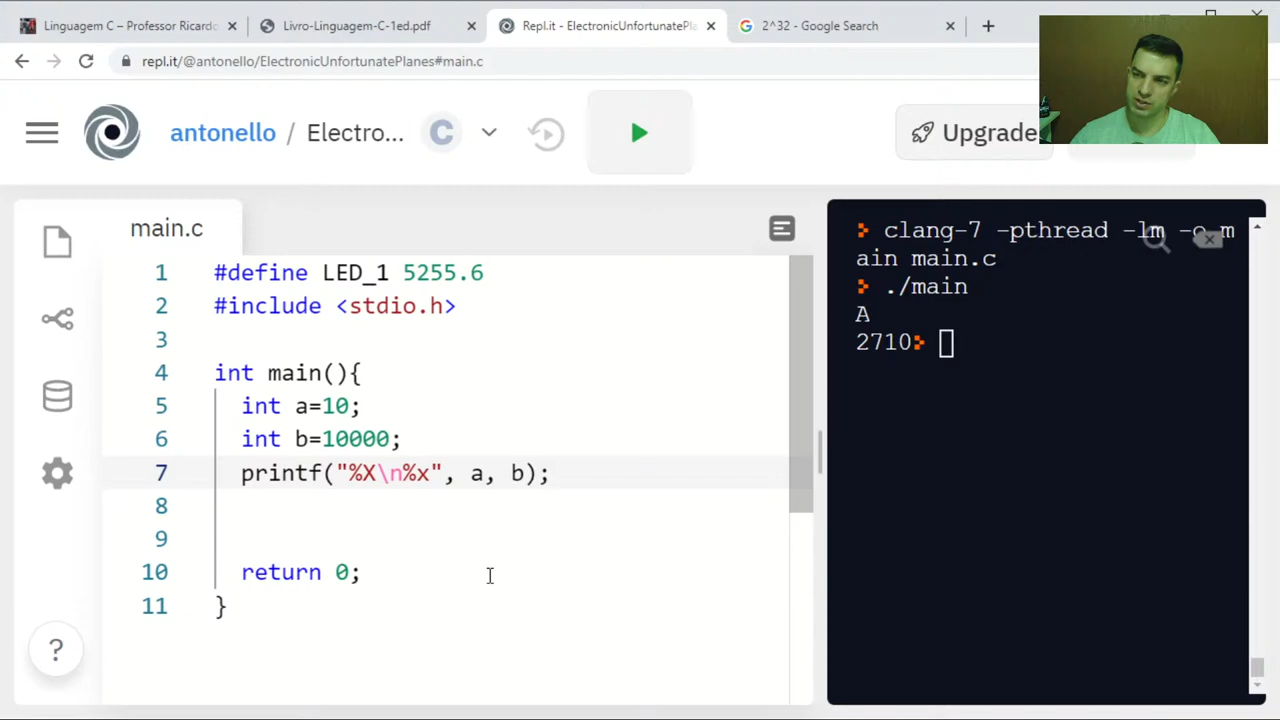 Linguagem C – Professor Ricardo
Livro-Linguagem-C-1ed.pdf
Repl.it - ElectronicUnfortunatePla
2^32 - Google Search
repl.it/@antonello/ElectronicUnfortunatePlanes#main.c
antonello / Electro... C
Upgrade
main.c
1 #define LED_1 5255.6
2 #include <stdio.h>
3
4 int main(){
5 int a=10;
6 int b=10000;
7 printf("%X\n%x", a, b);
8
9
10 return 0;
11 }
?
clang-7 -pthread -lm -o m
ain main.c
./main
A
2710